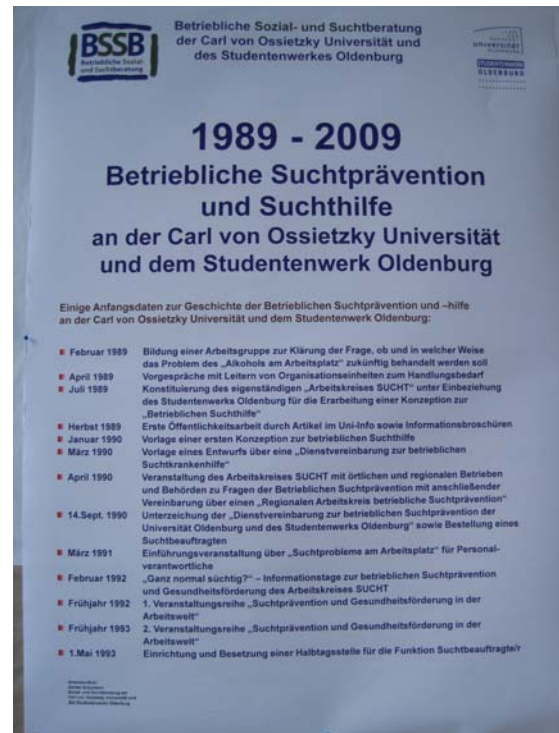 BSSB
Betriebliche Sozial-
und Suchtberatung
Betriebliche Sozial- und Suchtberatung
der Carl von Ossietzky Universität und
des Studentenwerkes Oldenburg
universität
OLDENBURG
STUDENTENWERK
OLDENBURG
1989 - 2009
Betriebliche Suchtprävention
und Suchthilfe
an der Carl von Ossietzky Universität
und dem Studentenwerk Oldenburg
Einige Anfangsdaten zur Geschichte der Betrieblichen Suchtprävention und –hilfe
an der Carl von Ossietzky Universität und dem Studentenwerk Oldenburg:
Februar 1989 Bildung einer Arbeitsgruppe zur Klärung der Frage, ob und in welcher Weise
das Problem des „Alkohols am Arbeitsplatz“ zukünftig behandelt werden soll
April 1989 Vorgespräche mit Leitern von Organisationseinheiten zum Handlungsbedarf
Juli 1989 Konstituierung des eigenständigen „Arbeitskreises SUCHT“ unter Einbeziehung
des Studentenwerks Oldenburg für die Erarbeitung einer Konzeption zur
„Betrieblichen Suchthilfe“
Herbst 1989 Erste Öffentlichkeitsarbeit durch Artikel im Uni-Info sowie Informationsbroschüren
Januar 1990 Vorlage einer ersten Konzeption zur betrieblichen Suchthilfe
März 1990 Vorlage eines Entwurfs über eine „Dienstvereinbarung zur betrieblichen
Suchtkrankenhilfe“
April 1990 Veranstaltung des Arbeitskreises SUCHT mit örtlichen und regionalen Betrieben
und Behörden zu Fragen der Betrieblichen Suchtprävention mit anschließender
Vereinbarung über einen „Regionalen Arbeitskreis betriebliche Suchtprävention“
14.Sept. 1990 Unterzeichung der „Dienstvereinbarung zur betrieblichen Suchtprävention der
Universität Oldenburg und des Studentenwerks Oldenburg“ sowie Bestellung eines
Suchtbeauftragten
März 1991 Einführungsveranstaltung über „Suchtprobleme am Arbeitsplatz“ für Personal-
verantwortliche
Februar 1992 „Ganz normal süchtig?“ – Informationstage zur betrieblichen Suchtprävention
und Gesundheitsförderung des Arbeitskreises SUCHT
Frühjahr 1992 1. Veranstaltungsreihe „Suchtprävention und Gesundheitsförderung in der
Arbeitswelt“
Frühjahr 1993 2. Veranstaltungsreihe „Suchtprävention und Gesundheitsförderung in der
Arbeitswelt“
1.Mai 1993 Einrichtung und Besetzung einer Halbtagsstelle für die Funktion Suchtbeauftragte/r